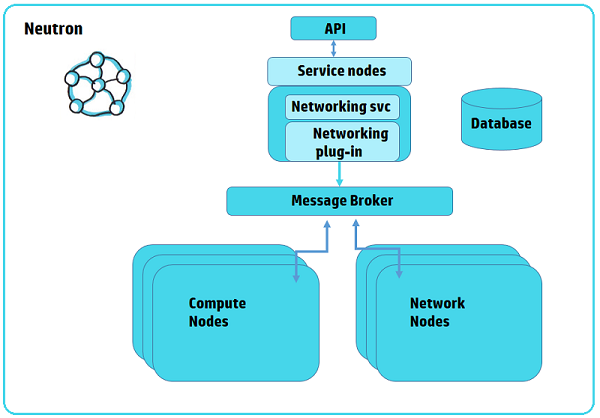 Neutron
API
Service nodes
Networking svc
Networking
plug-in
Database
Message Broker
Compute
Nodes
Network
Nodes